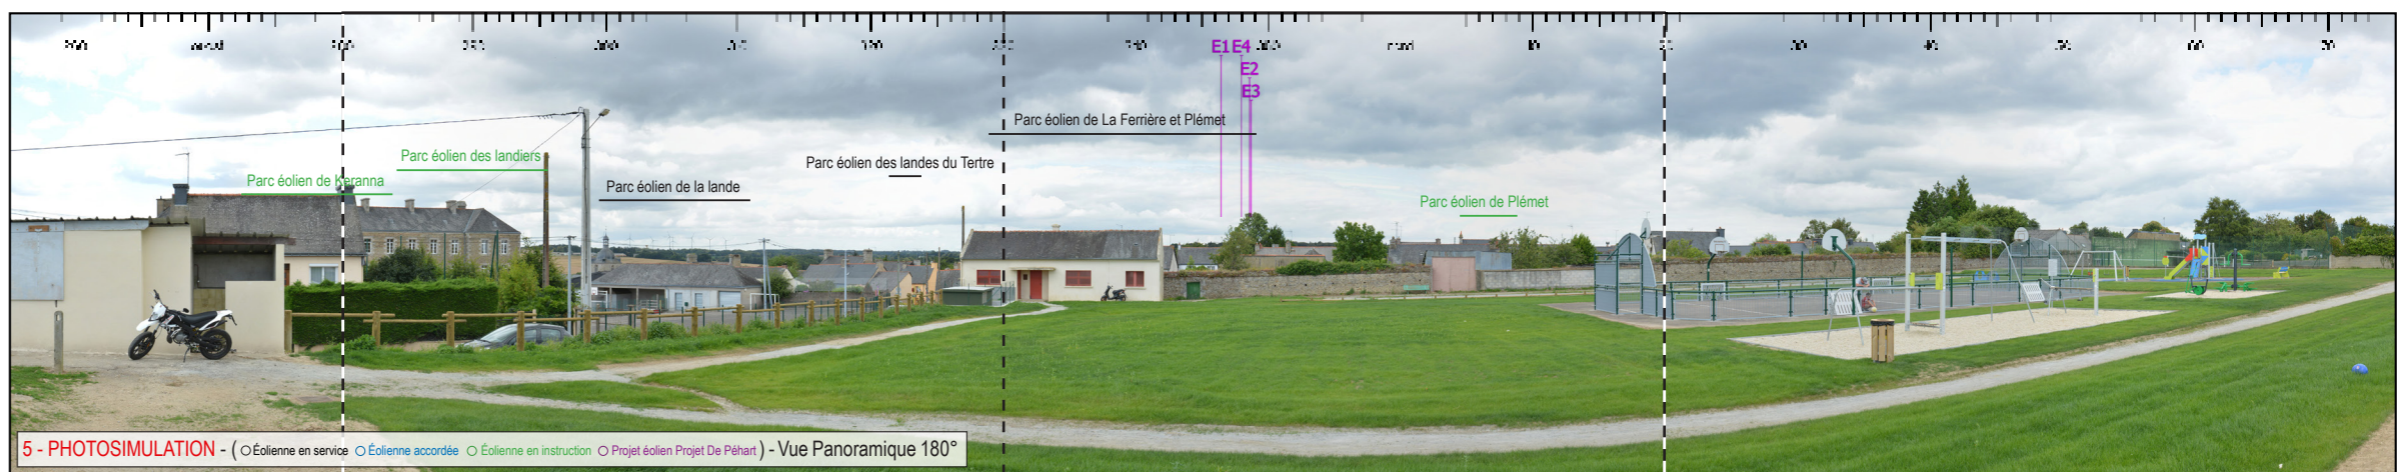 E1 E4
E2
E3
Parc éolien de La Ferrière et Plémet
Parc éolien des landiers
Parc éolien des landes du Tertre
Parc éolien de Keranna
Parc éolien de la lande
Parc éolien de Plémet
5 - PHOTOSIMULATION - ( Éolienne en service Éolienne accordée Éolienne en instruction Projet éolien Projet De Péhart ) - Vue Panoramique 180°